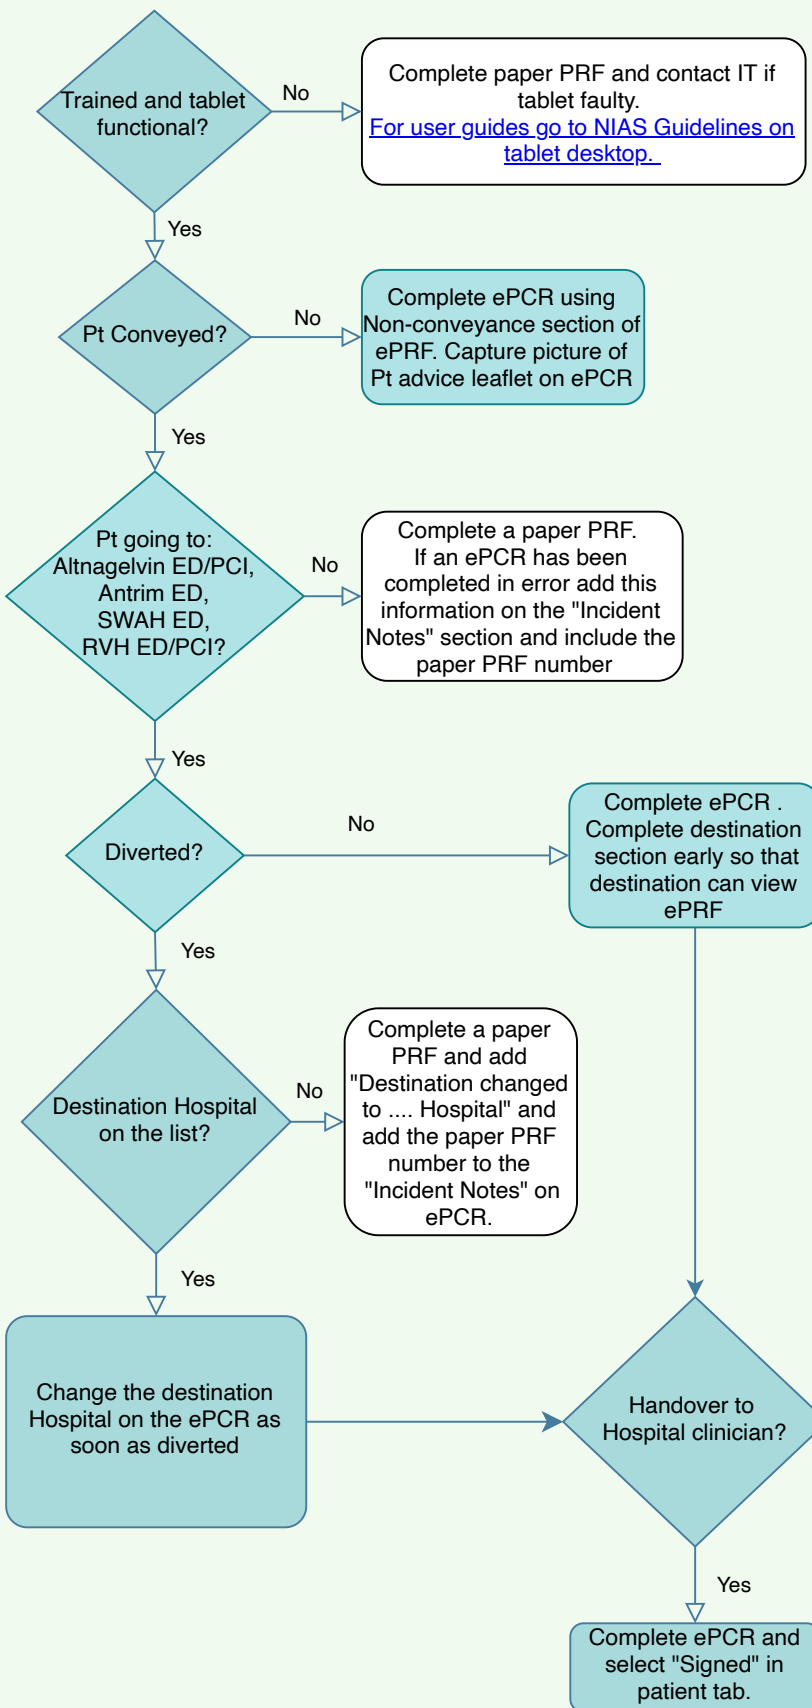 Trained and tablet
functional?
No
Complete paper PRF and contact IT if
tablet faulty.
For user guides go to NIAS Guidelines on
tablet desktop.
Yes
Pt Conveyed?
No
Complete ePCR using
Non-conveyance section of
ePRF. Capture picture of
Pt advice leaflet on ePCR
Yes
Pt going to:
Altnagelvin ED/PCI,
Antrim ED,
SWAH ED,
RVH ED/PCI?
No
Complete a paper PRF.
If an ePCR has been
completed in error add this
information on the "Incident
Notes" section and include the
paper PRF number
Yes
Diverted?
No
Complete ePCR .
Complete destination
section early so that
destination can view
ePRF
Yes
Destination Hospital
on the list?
No
Complete a paper
PRF and add
"Destination changed
to .... Hospital" and
add the paper PRF
number to the
"Incident Notes" on
ePCR.
Yes
Change the destination
Hospital on the ePCR as
soon as diverted
Handover to
Hospital clinician?
Yes
Complete ePCR and
select "Signed" in
patient tab.